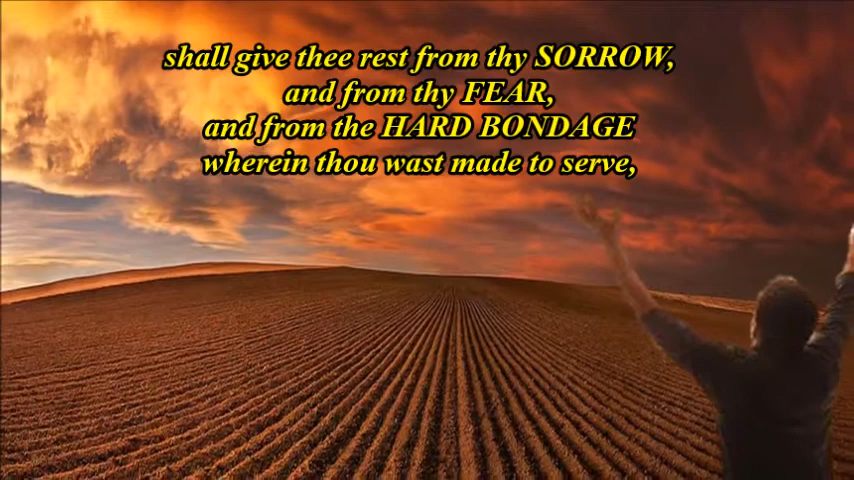 shall give thee rest from thy SORROW,
and from thy FEAR,
and from the HARD BONDAGE
wherein thou wast made to serve,